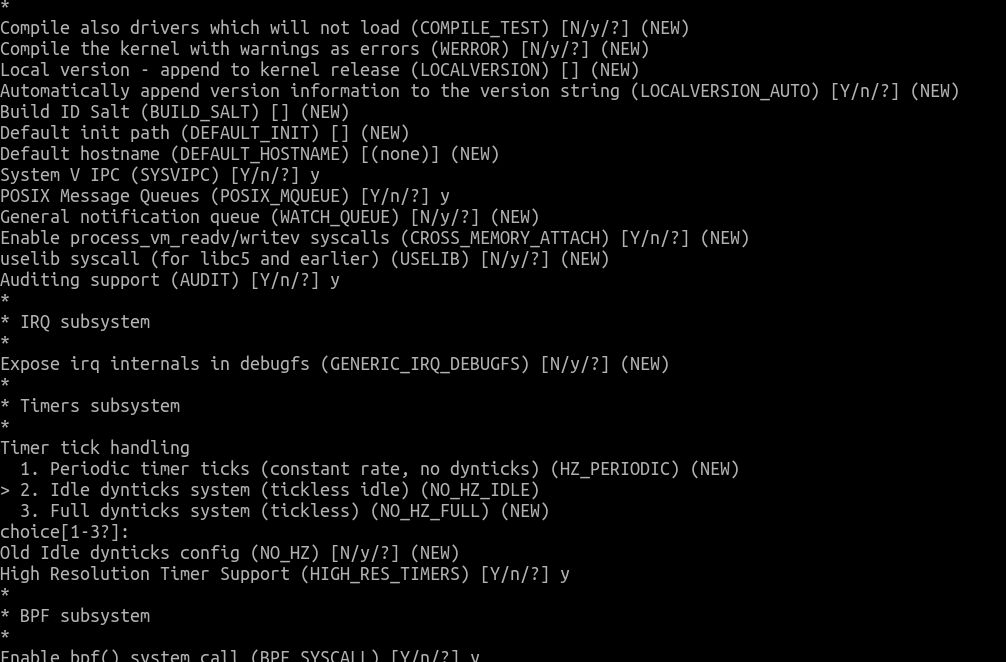 *
Compile also drivers which will not load (COMPILE_TEST) [N/y/?] (NEW)
Compile the kernel with warnings as errors (WERROR) [N/y/?] (NEW)
Local version - append to kernel release (LOCALVERSION) [] (NEW)
Automatically append version information to the version string (LOCALVERSION_AUTO) [Y/n/?] (NEW)
Build ID Salt (BUILD_SALT) [] (NEW)
Default init path (DEFAULT_INIT) [] (NEW)
Default hostname (DEFAULT_HOSTNAME) [(none)] (NEW)
System V IPC (SYSVIPC) [Y/n/?] y
POSIX Message Queues (POSIX_MQUEUE) [Y/n/?] y
General notification queue (WATCH_QUEUE) [N/y/?] (NEW)
Enable process_vm_readv/writev syscalls (CROSS_MEMORY_ATTACH) [Y/n/?] (NEW)
uselib syscall (for libc5 and earlier) (USELIB) [N/y/?] (NEW)
Auditing support (AUDIT) [Y/n/?] y
*
* IRQ subsystem
*
Expose irq internals in debugfs (GENERIC_IRQ_DEBUGFS) [N/y/?] (NEW)
*
* Timers subsystem
*
Timer tick handling
  1. Periodic timer ticks (constant rate, no dynticks) (HZ_PERIODIC) (NEW)
> 2. Idle dynticks system (tickless idle) (NO_HZ_IDLE)
  3. Full dynticks system (tickless) (NO_HZ_FULL) (NEW)
choice[1-3?]:
Old Idle dynticks config (NO_HZ) [N/y/?] (NEW)
High Resolution Timer Support (HIGH_RES_TIMERS) [Y/n/?] y
*
* BPF subsystem
*
Enable bpf() system call (BPF_SYSCALL) [Y/n/?] y